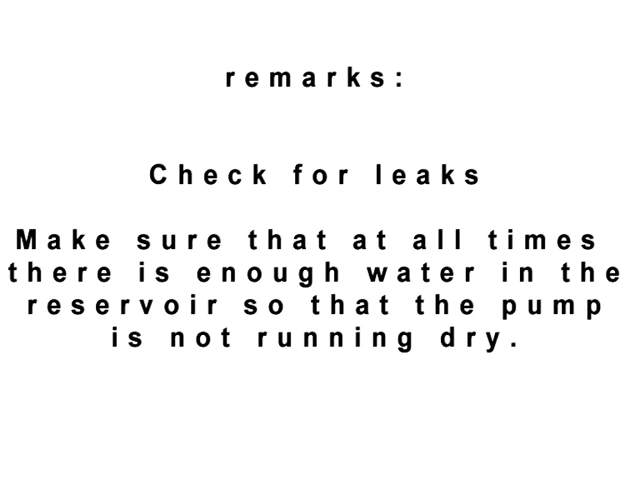 remarks:
Check for leaks
Make sure that at all times
there is enough water in the
reservoir so that the pump
is not running dry.